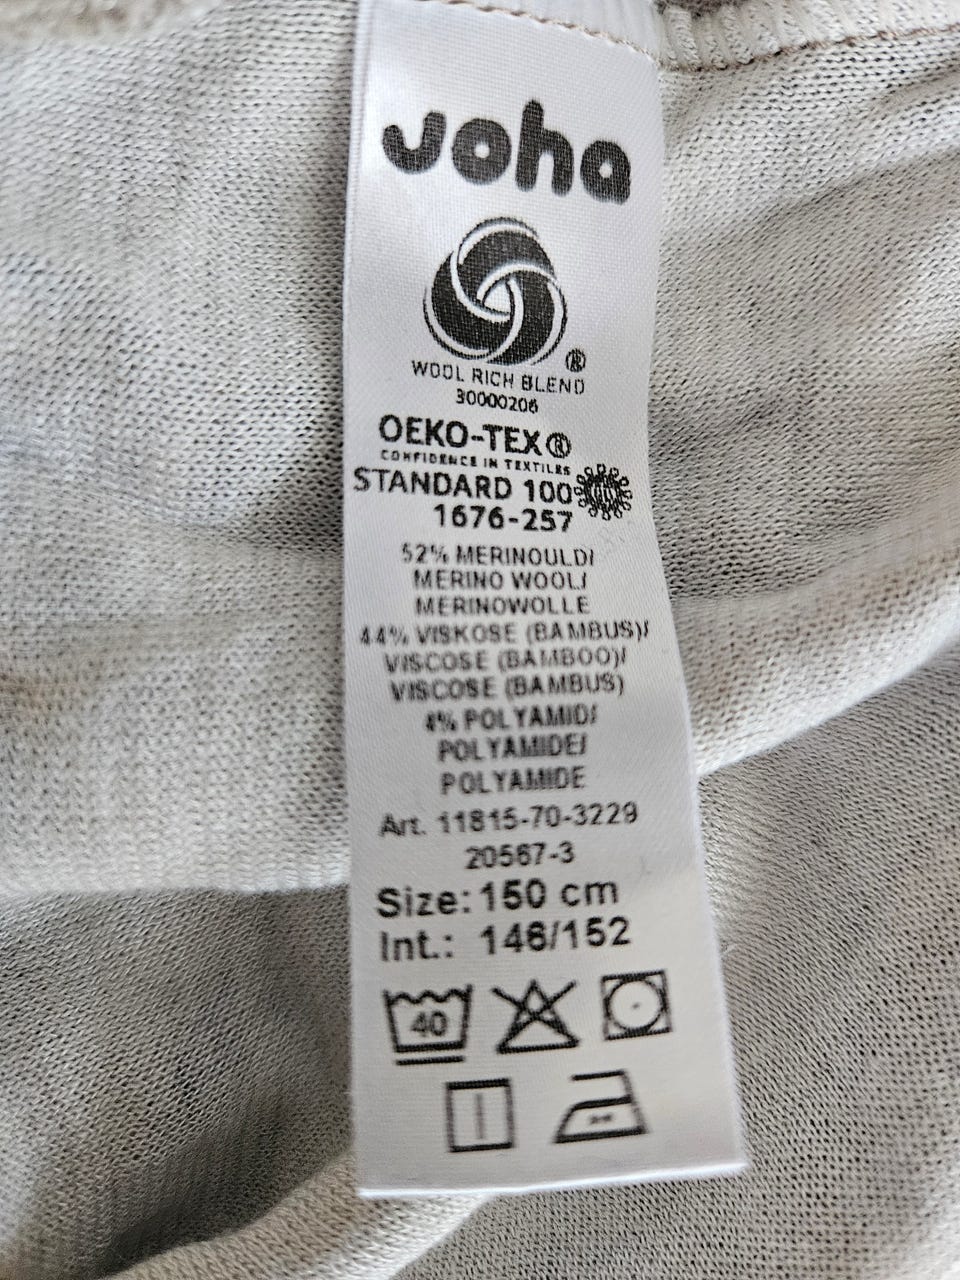 joha
®
WOOL RICH BLEND
30000206
OEKO-TEX®
CONFIDENCE IN TEXTILES
STANDARD 100
1676-257
52% MERINOULD/
MERINO WOOL/
MERINOWOLLE
44% VISKOSE (BAMBUS)/
VISCOSE (BAMBOO)/
VISCOSE (BAMBUS)
4% POLYAMID/
POLYAMIDE/
POLYAMIDE
Art. 11815-70-3229
20567-3
Size: 150 cm
Int.: 146/152
40